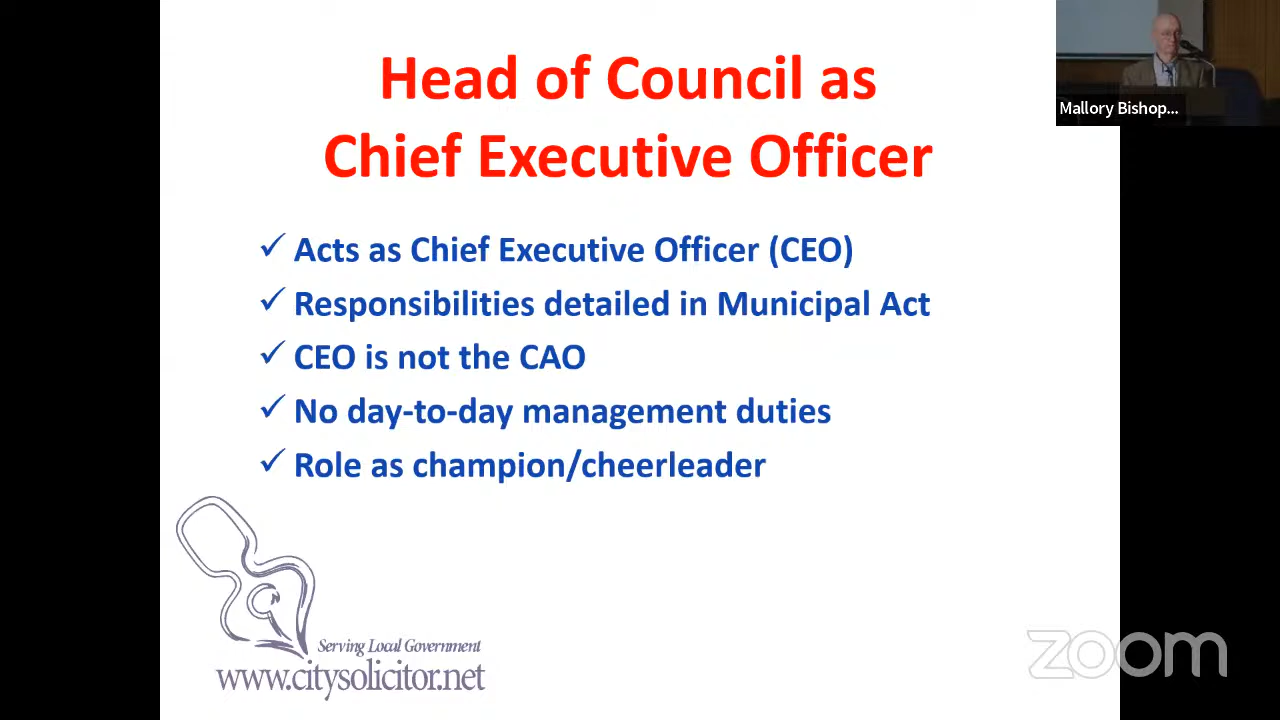 Head of Council as
Chief Executive Officer
Mallory Bishop...
✓ Acts as Chief Executive Officer (CEO)
✓ Responsibilities detailed in Municipal Act
✓ CEO is not the CAO
✓ No day-to-day management duties
✓ Role as champion/cheerleader
Serving Local Government
www.citysolicitor.net
zoom